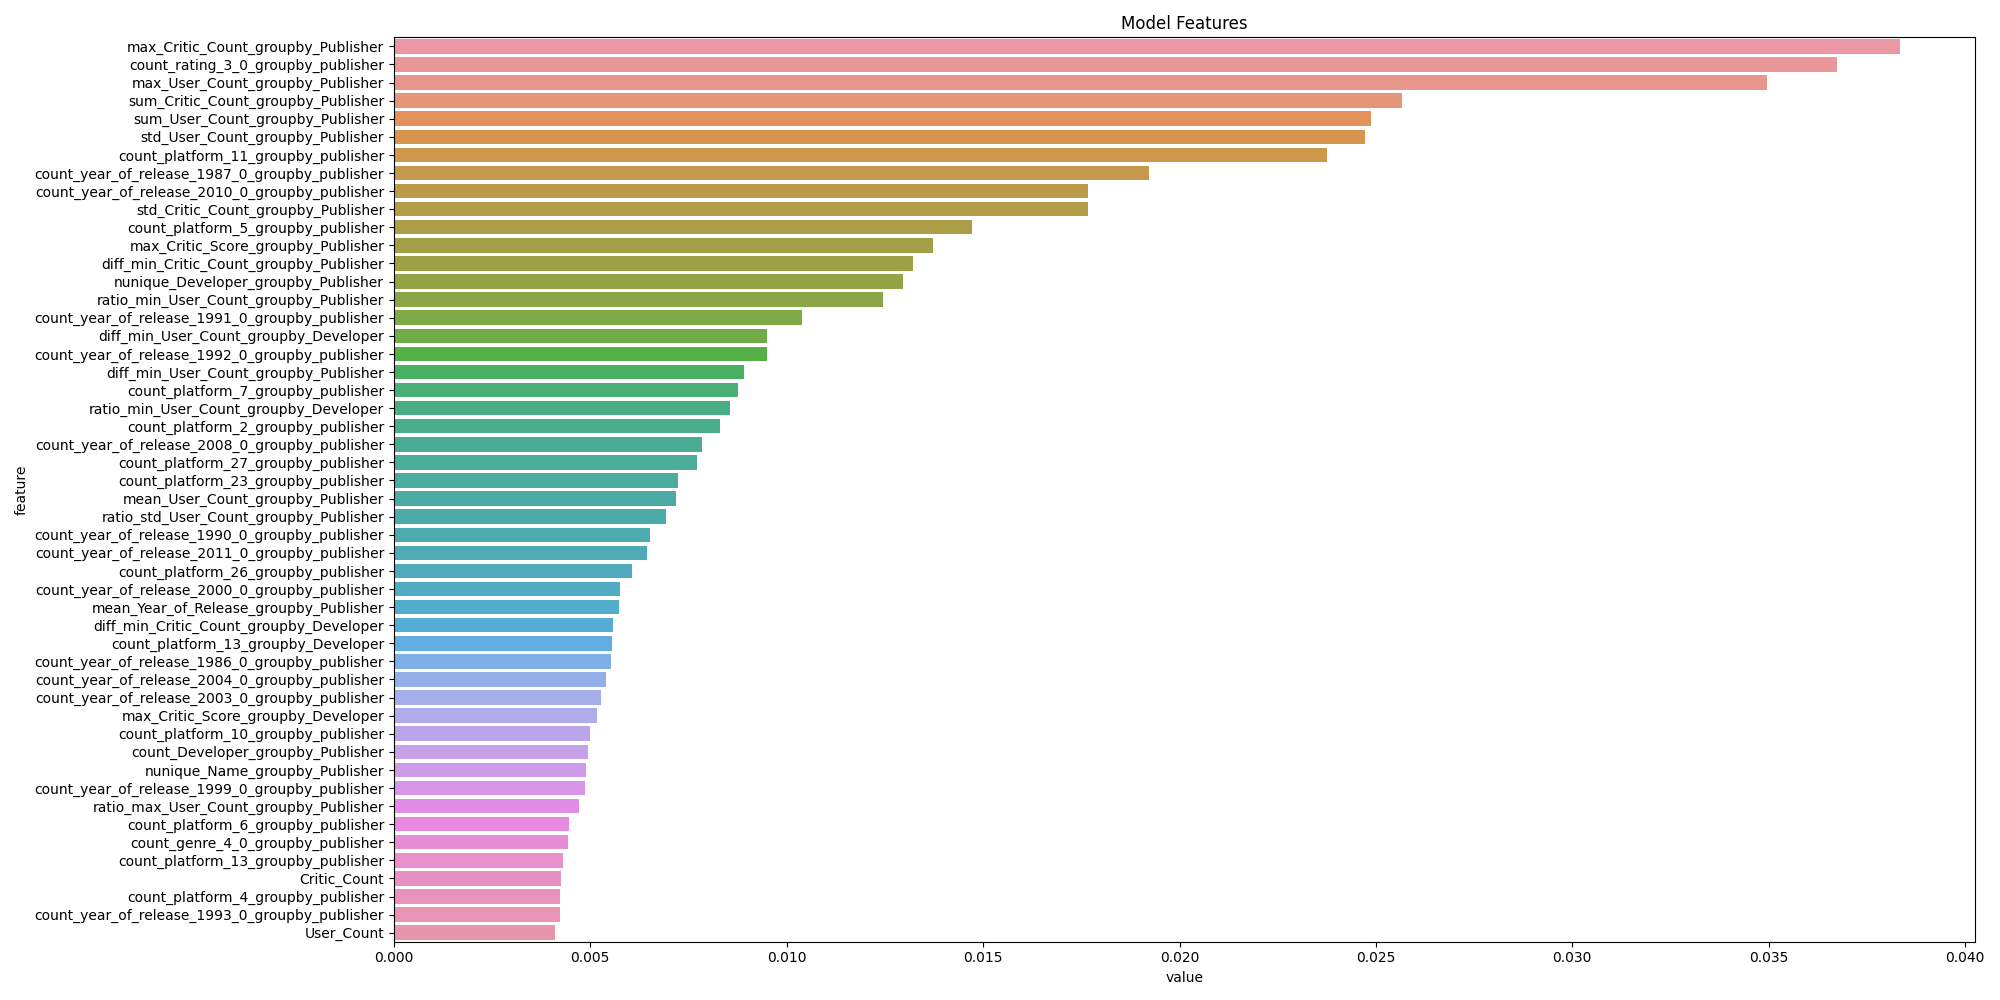 Model Features
max_Critic_Count_groupby_Publisher
count_rating_3_0_groupby_publisher
max_User_Count_groupby_Publisher
sum_Critic_Count_groupby_Publisher
sum_User_Count_groupby_Publisher
std_User_Count_groupby_Publisher
count_platform_11_groupby_publisher
count_year_of_release_1987_0_groupby_publisher
count_year_of_release_2010_0_groupby_publisher
std_Critic_Count_groupby_Publisher
count_platform_5_groupby_publisher
max_Critic_Score_groupby_Publisher
diff_min_Critic_Count_groupby_Publisher
nunique_Developer_groupby_Publisher
ratio_min_User_Count_groupby_Publisher
count_year_of_release_1991_0_groupby_publisher
diff_min_User_Count_groupby_Developer
count_year_of_release_1992_0_groupby_publisher
diff_min_User_Count_groupby_Publisher
count_platform_7_groupby_publisher
ratio_min_User_Count_groupby_Developer
count_platform_2_groupby_publisher
count_year_of_release_2008_0_groupby_publisher
count_platform_27_groupby_publisher
count_platform_23_groupby_publisher
mean_User_Count_groupby_Publisher
ratio_std_User_Count_groupby_Publisher
count_year_of_release_1990_0_groupby_publisher
count_year_of_release_2011_0_groupby_publisher
count_platform_26_groupby_publisher
count_year_of_release_2000_0_groupby_publisher
mean_Year_of_Release_groupby_Publisher
diff_min_Critic_Count_groupby_Developer
count_platform_13_groupby_Developer
count_year_of_release_1986_0_groupby_publisher
count_year_of_release_2004_0_groupby_publisher
count_year_of_release_2003_0_groupby_publisher
max_Critic_Score_groupby_Developer
count_platform_10_groupby_publisher
count_Developer_groupby_Publisher
nunique_Name_groupby_Publisher
count_year_of_release_1999_0_groupby_publisher
ratio_max_User_Count_groupby_Publisher
count_platform_6_groupby_publisher
count_genre_4_0_groupby_publisher
count_platform_13_groupby_publisher
Critic_Count
count_platform_4_groupby_publisher
count_year_of_release_1993_0_groupby_publisher
User_Count
feature
0.000 0.005 0.010 0.015 0.020 0.025 0.030 0.035 0.040
value